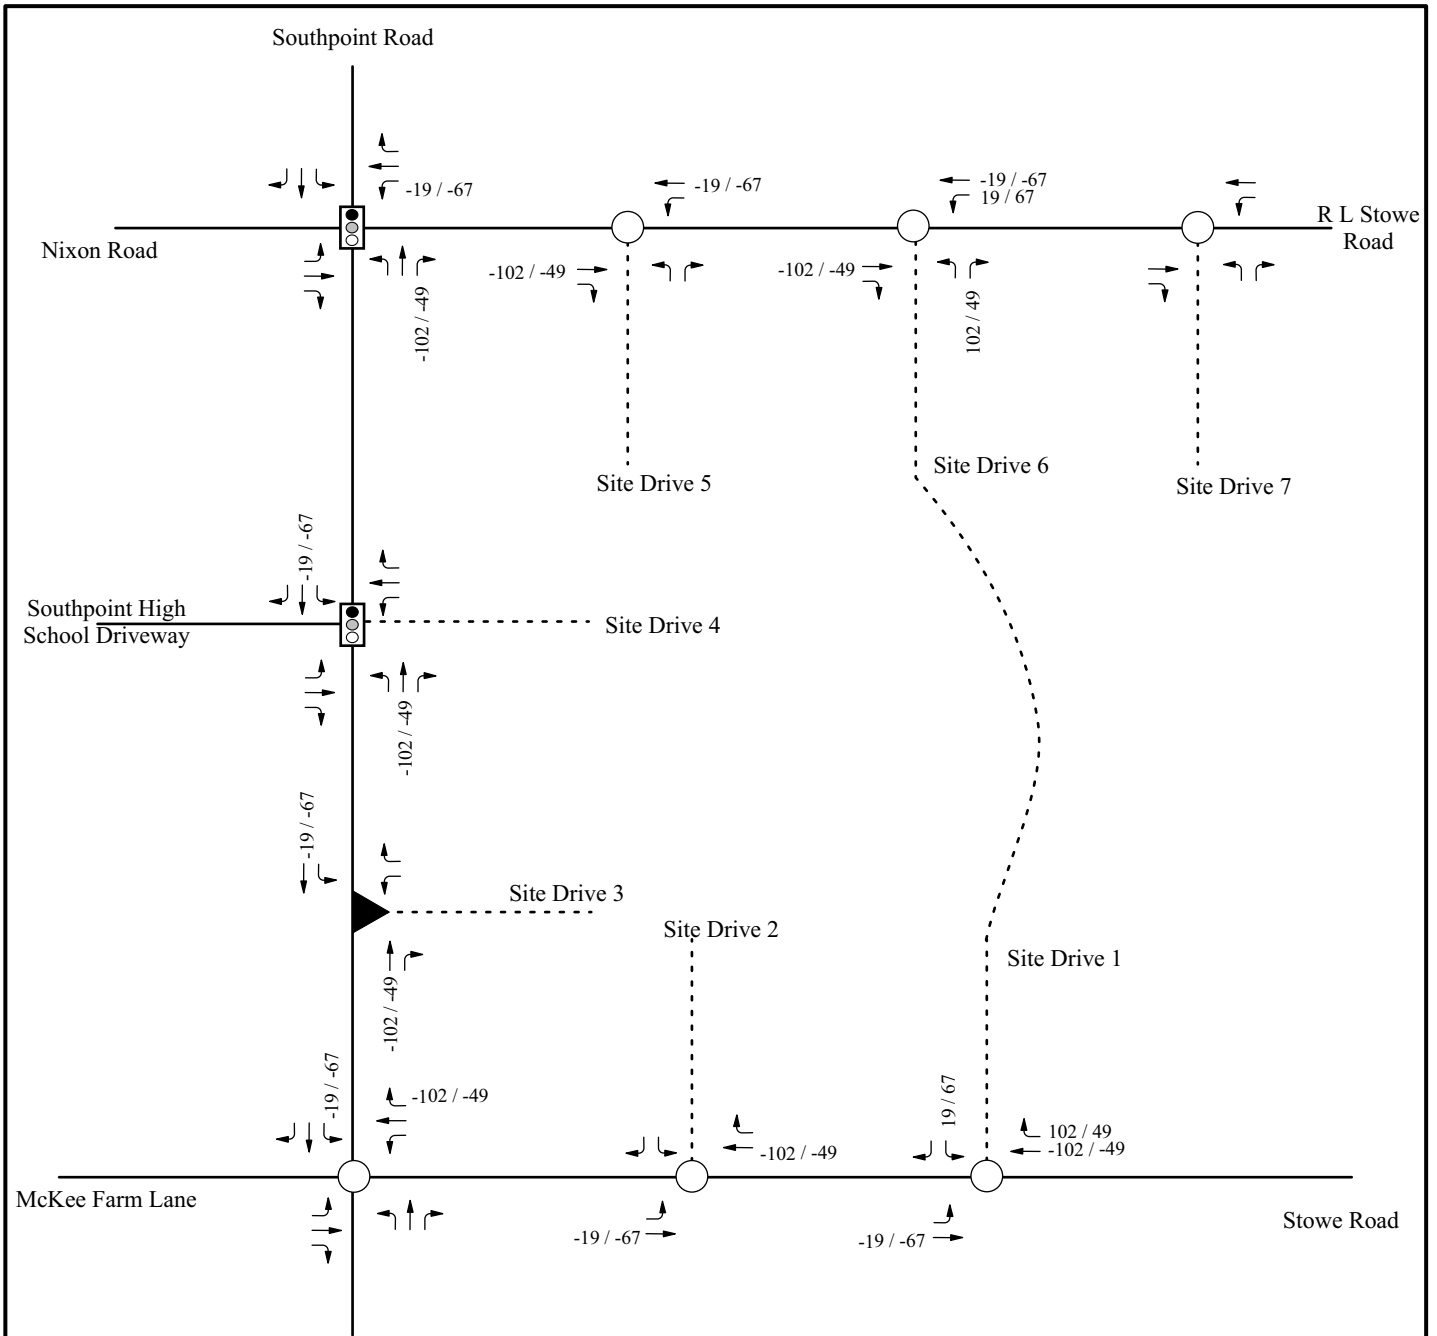 Southpoint Road
-19 / -67
-19 / -67
-19 / -67
19 / 67
R L Stowe
Road
Nixon Road
-102 / -49
-102 / -49
-102 / -49
102 / 49
Site Drive 5
Site Drive 6
Site Drive 7
-19 / -67
Southpoint High
School Driveway
Site Drive 4
-102 / -49
-19 / -67
Site Drive 3
Site Drive 2
Site Drive 1
-102 / -49
-19 / -67
-102 / -49
-102 / -49
19 / 67
102 / 49
-102 / -49
McKee Farm Lane
-19 / -67
-19 / -67
Stowe Road